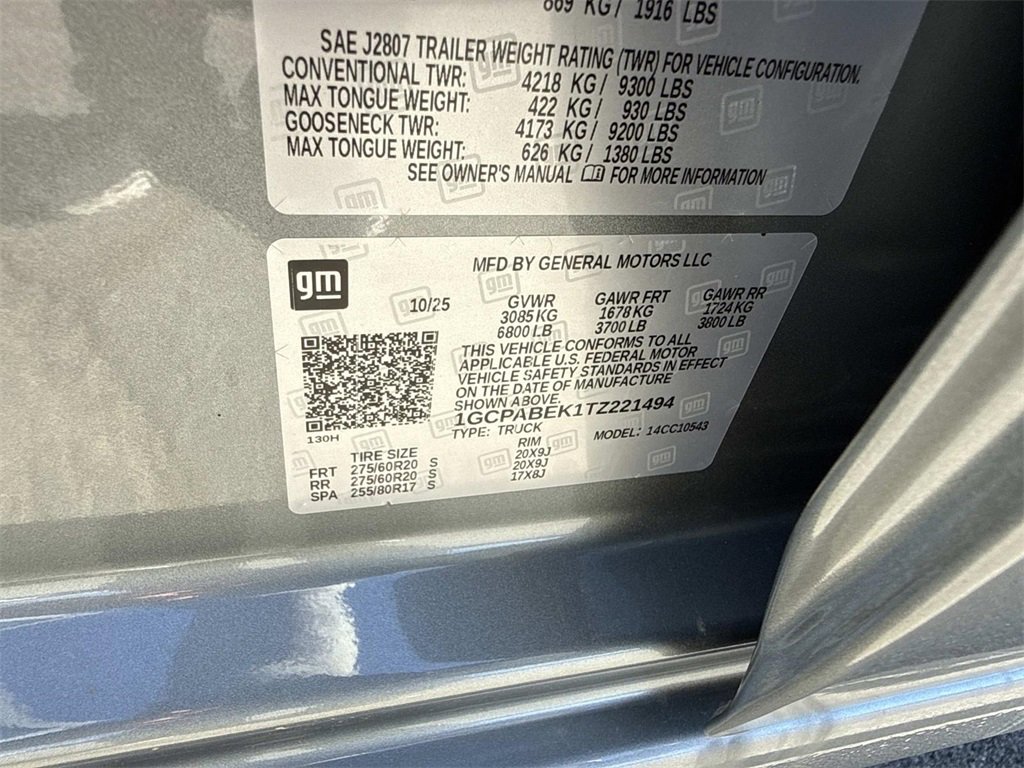 869 KG / 1916 LBS
SAE J2807 TRAILER WEIGHT RATING (TWR) FOR VEHICLE CONFIGURATION.
CONVENTIONAL TWR: 4218 KG / 9300 LBS
MAX TONGUE WEIGHT: 422 KG / 930 LBS
GOOSENECK TWR: 4173 KG / 9200 LBS
MAX TONGUE WEIGHT: 626 KG / 1380 LBS
SEE OWNER'S MANUAL FOR MORE INFORMATION
gm
MFD BY GENERAL MOTORS LLC
10/25 GVWR GAWR FRT GAWR RR
3085 KG 1678 KG 1724 KG
6800 LB 3700 LB 3800 LB
THIS VEHICLE CONFORMS TO ALL
APPLICABLE U.S. FEDERAL MOTOR
VEHICLE SAFETY STANDARDS IN EFFECT
ON THE DATE OF MANUFACTURE
SHOWN ABOVE.
1GCPABEK1TZ221494
130H
TYPE: TRUCK MODEL: 14CC10543
TIRE SIZE RIM
FRT 275/60R20 S 20X9J
RR 275/60R20 S 20X9J
SPA 255/80R17 S 17X8J